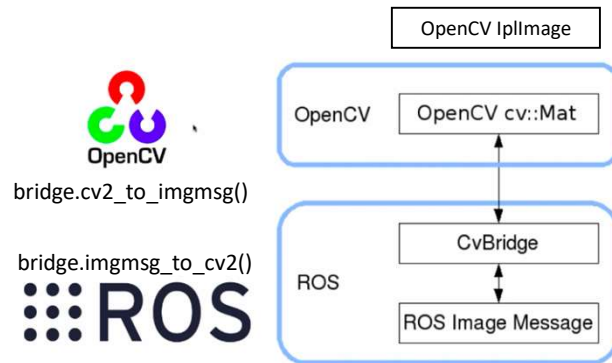 OpenCV IplImage
OpenCV
OpenCV cv::Mat
OpenCV
bridge.cv2_to_imgmsg()
CvBridge
bridge.imgmsg_to_cv2()
ROS
ROS
ROS Image Message